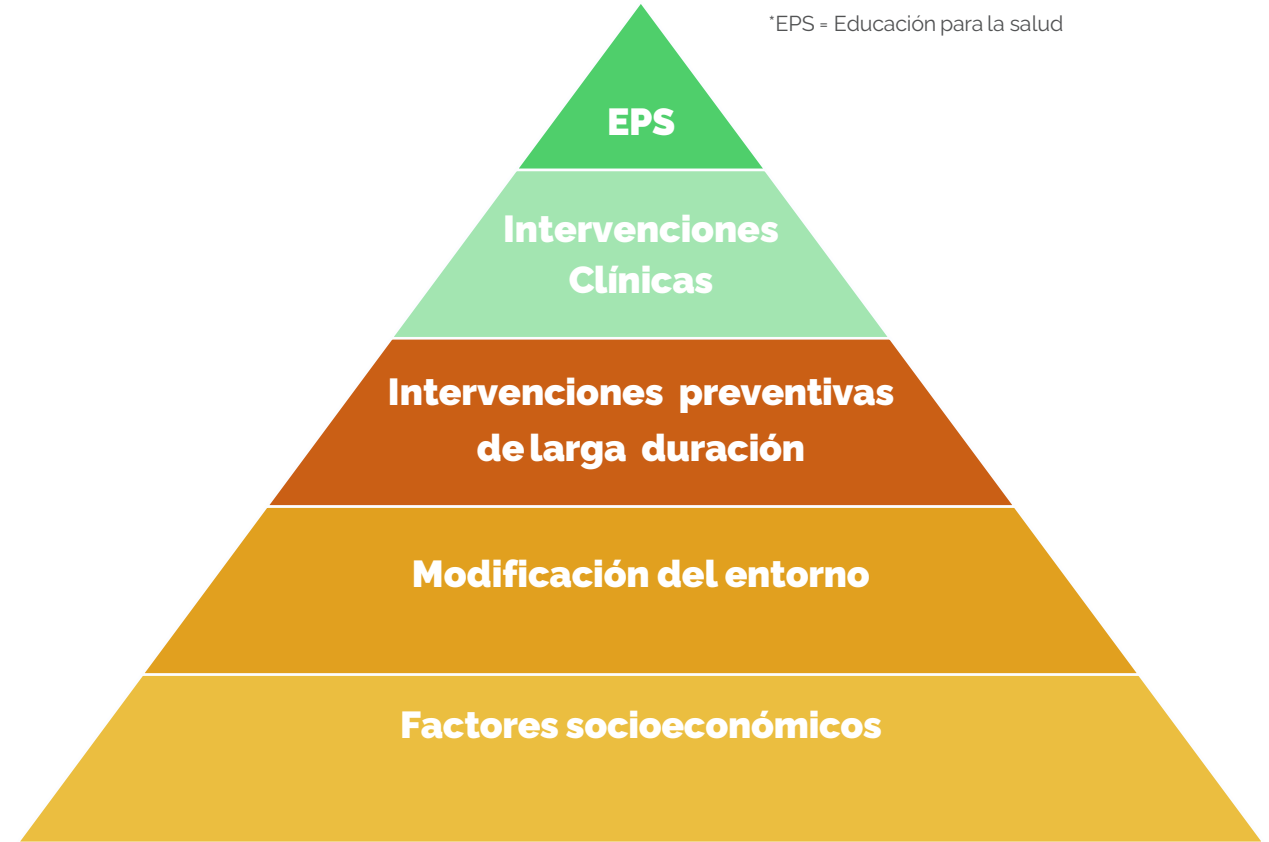 *EPS = Educación para la salud
EPS
Intervenciones
Clínicas
Intervenciones preventivas
de larga duración
Modificación del entorno
Factores socioeconómicos